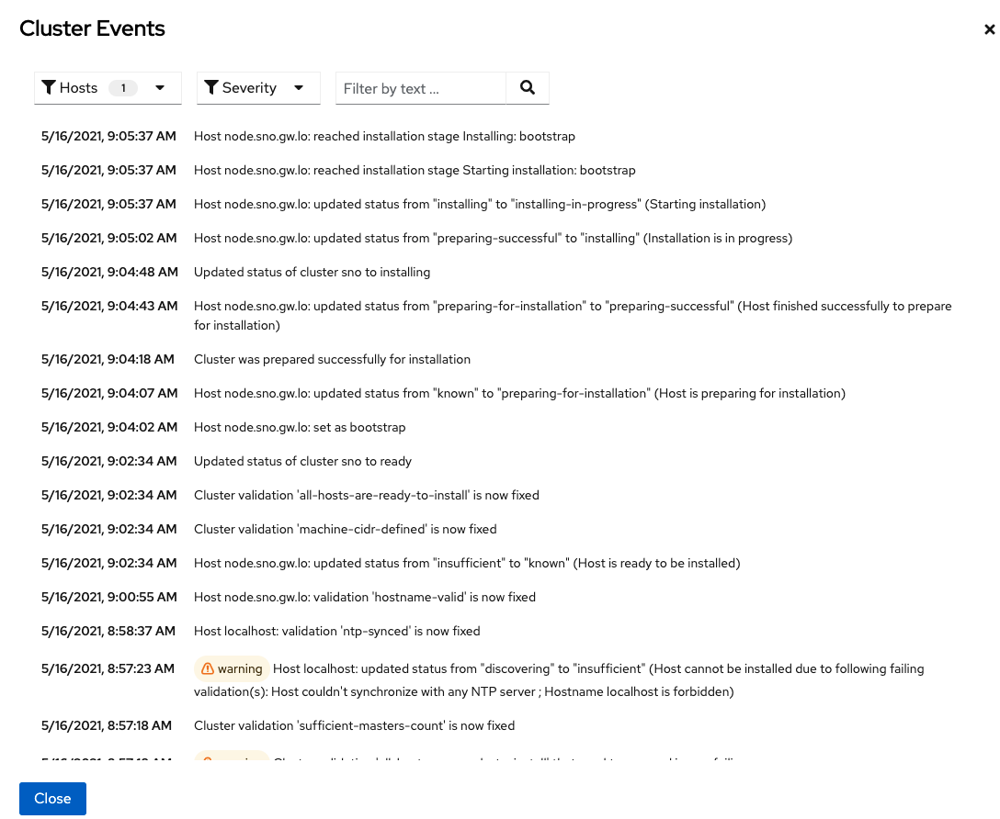 Cluster Events
Hosts 1 Severity Filter by text ...
5/16/2021, 9:05:37 AM Host node.sno.gw.lo: reached installation stage Installing: bootstrap
5/16/2021, 9:05:37 AM Host node.sno.gw.lo: reached installation stage Starting installation: bootstrap
5/16/2021, 9:05:37 AM Host node.sno.gw.lo: updated status from "installing" to "installing-in-progress" (Starting installation)
5/16/2021, 9:05:02 AM Host node.sno.gw.lo: updated status from "preparing-successful" to "installing" (Installation is in progress)
5/16/2021, 9:04:48 AM Updated status of cluster sno to installing
5/16/2021, 9:04:43 AM Host node.sno.gw.lo: updated status from "preparing-for-installation" to "preparing-successful" (Host finished successfully to prepare
for installation)
5/16/2021, 9:04:18 AM Cluster was prepared successfully for installation
5/16/2021, 9:04:07 AM Host node.sno.gw.lo: updated status from "known" to "preparing-for-installation" (Host is preparing for installation)
5/16/2021, 9:04:02 AM Host node.sno.gw.lo: set as bootstrap
5/16/2021, 9:02:34 AM Updated status of cluster sno to ready
5/16/2021, 9:02:34 AM Cluster validation 'all-hosts-are-ready-to-install' is now fixed
5/16/2021, 9:02:34 AM Cluster validation 'machine-cidr-defined' is now fixed
5/16/2021, 9:02:34 AM Host node.sno.gw.lo: updated status from "insufficient" to "known" (Host is ready to be installed)
5/16/2021, 9:00:55 AM Host node.sno.gw.lo: validation 'hostname-valid' is now fixed
5/16/2021, 8:58:37 AM Host localhost: validation 'ntp-synced' is now fixed
5/16/2021, 8:57:23 AM warning Host localhost: updated status from "discovering" to "insufficient" (Host cannot be installed due to following failing
validation(s): Host couldn't synchronize with any NTP server ; Hostname localhost is forbidden)
5/16/2021, 8:57:18 AM Cluster validation 'sufficient-masters-count' is now fixed
Close